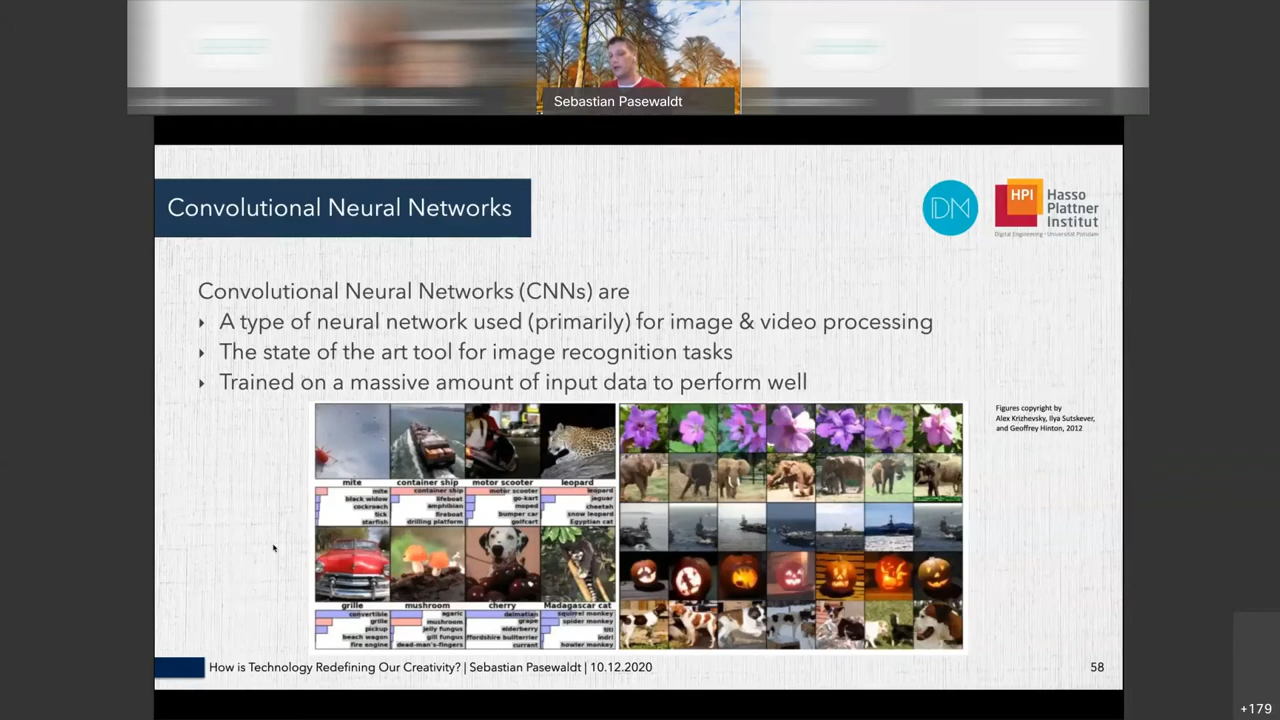 Sebastian Pasewaldt
Convolutional Neural Networks
DM
HPI
Hasso
Plattner
Institut
Digital Engineering · Universität Potsdam
Convolutional Neural Networks (CNNs) are
A type of neural network used (primarily) for image & video processing
The state of the art tool for image recognition tasks
Trained on a massive amount of input data to perform well
Figures copyright by
Alex Krizhevsky, Ilya Sutskever,
and Geoffrey Hinton, 2012
mite container ship motor scooter leopard
mite container ship motor scooter leopard
black widow lifeboat go-kart jaguar
cockroach amphibian moped cheetah
tick fireboat bumper car snow leopard
starfish drilling platform golfcart Egyptian cat
grille mushroom cherry Madagascar cat
convertible agaric dalmatian squirrel monkey
grille mushroom grape spider monkey
pickup jelly fungus elderberry titi
beach wagon gill fungus ffordshire bullterrier indri
fire engine dead-man's-fingers currant howler monkey
How is Technology Redefining Our Creativity? | Sebastian Pasewaldt | 10.12.2020
58
+179